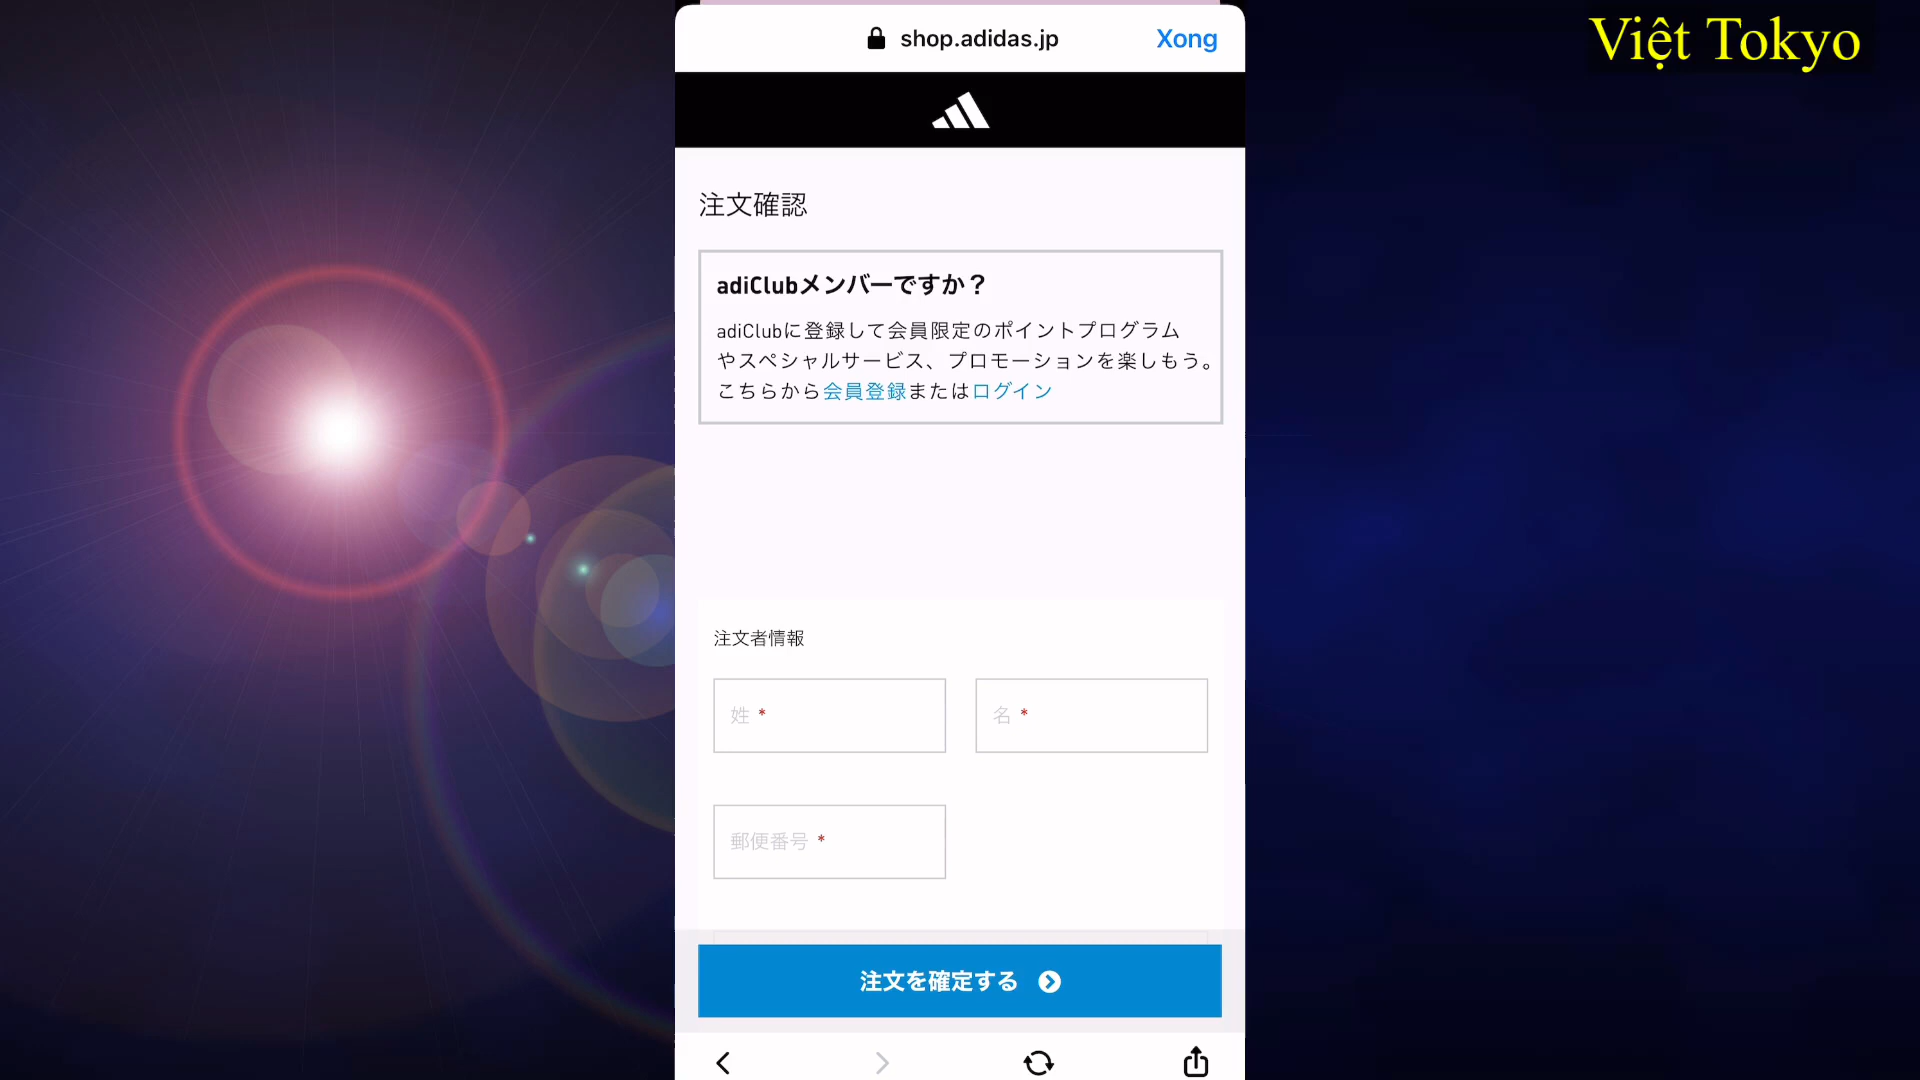 shop.adidas.jp
Xong
Việt Tokyo
注文確認
adiClubメンバーですか？
adiClubに登録して会員限定のポイントプログラム
やスペシャルサービス、プロモーションを楽しもう。
こちらから会員登録またはログイン
注文者情報
姓 *
名 *
郵便番号 *
注文を確定する